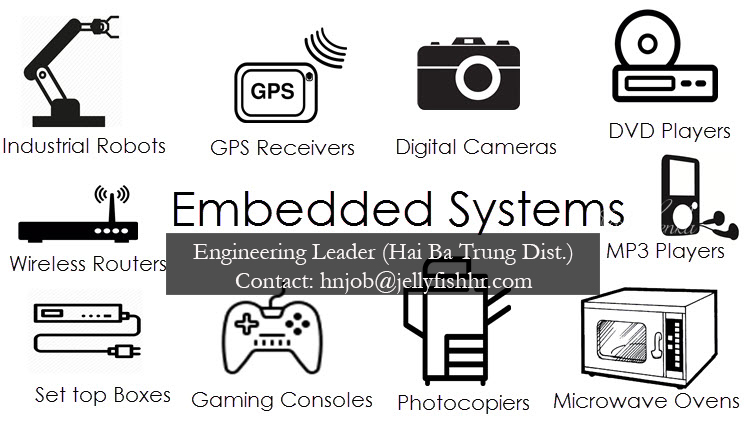 GPS
Industrial Robots
GPS Receivers
Digital Cameras
DVD Players
Embedded Systems
Wireless Routers
Engineering Leader (Hai Ba Trung Dist.)
Contact: hnjob@jellyfishhr.com
MP3 Players
Set top Boxes
Gaming Consoles
Photocopiers
Microwave Ovens